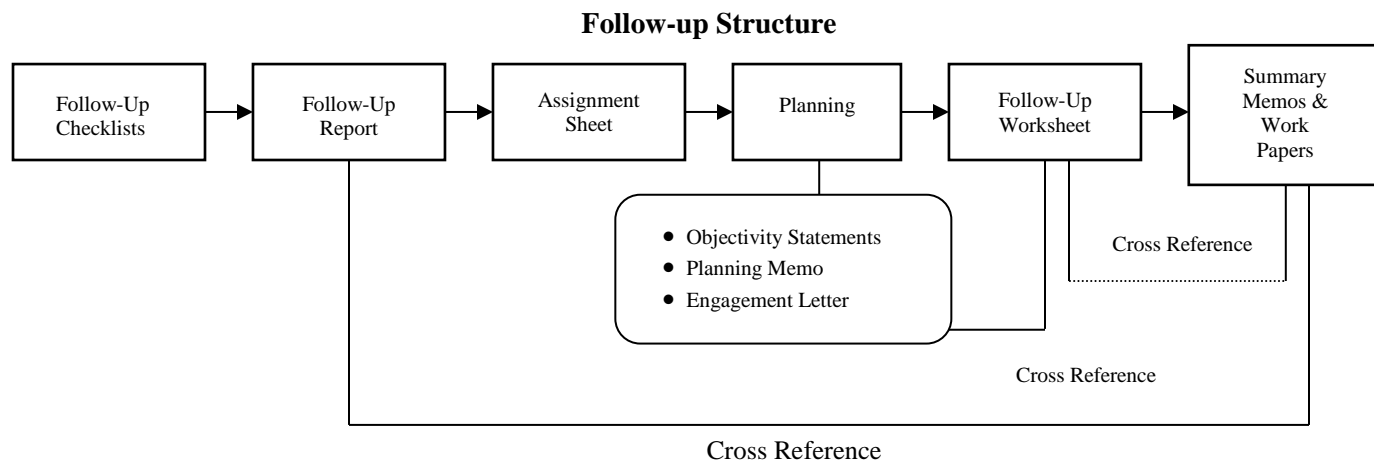 Follow-up Structure
Follow-Up
Checklists
Follow-Up
Report
Assignment
Sheet
Planning
Follow-Up
Worksheet
Summary
Memos &
Work
Papers
• Objectivity Statements
• Planning Memo
• Engagement Letter
Cross Reference
Cross Reference
Cross Reference